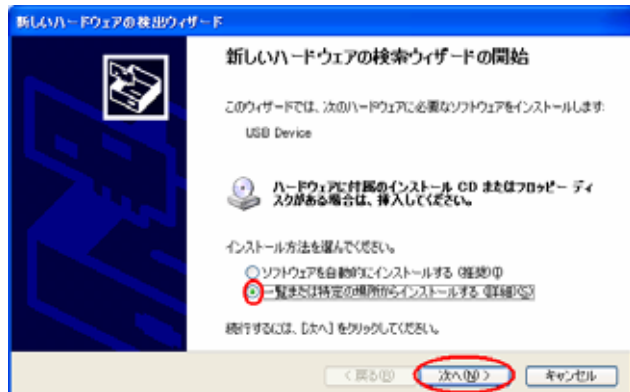 新しいハードウェアの検出ウィザード
新しいハードウェアの検索ウィザードの開始
このウィザードでは、次のハードウェアに必要なソフトウェアをインストールします:
USB Device
ハードウェアに付属のインストール CD またはフロッピー ディ
スクがある場合は、挿入してください。
インストール方法を選んでください。
ソフトウェアを自動的にインストールする (推奨)(I)
一覧または特定の場所からインストールする (詳細)(S)
続行するには、[次へ] をクリックしてください。
< 戻る(B)
次へ(N) >
キャンセル